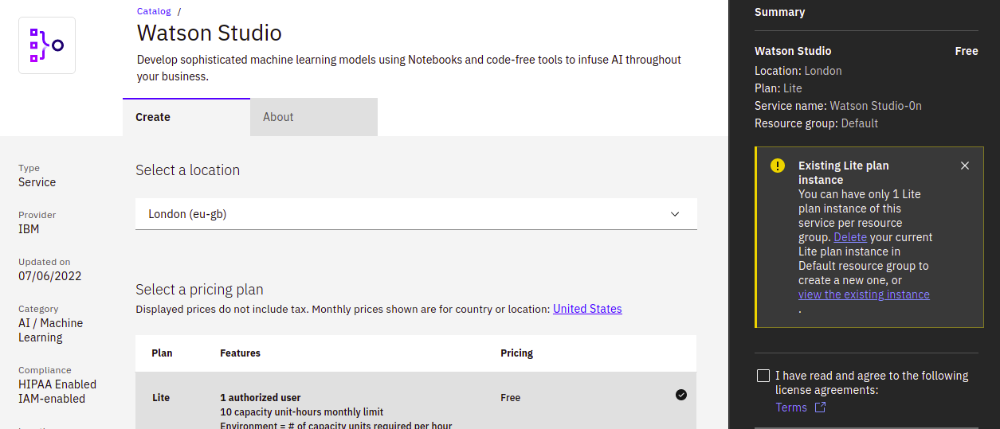 Catalog /
Watson Studio
Develop sophisticated machine learning models using Notebooks and code-free tools to infuse AI throughout
your business.
Create
About
Type
Service
Provider
IBM
Updated on
07/06/2022
Category
AI / Machine
Learning
Compliance
HIPAA Enabled
IAM-enabled
Select a location
London (eu-gb)
Select a pricing plan
Displayed prices do not include tax. Monthly prices shown are for country or location: United States
Plan Features Pricing
Lite 1 authorized user Free
10 capacity unit-hours monthly limit
Environment = # of capacity units required per hour
Summary
Watson Studio Free
Location: London
Plan: Lite
Service name: Watson Studio-0n
Resource group: Default
Existing Lite plan
instance
You can have only 1 Lite
plan instance of this
service per resource
group. Delete your current
Lite plan instance in
Default resource group to
create a new one, or
view the existing instance
.
I have read and agree to the following
license agreements:
Terms